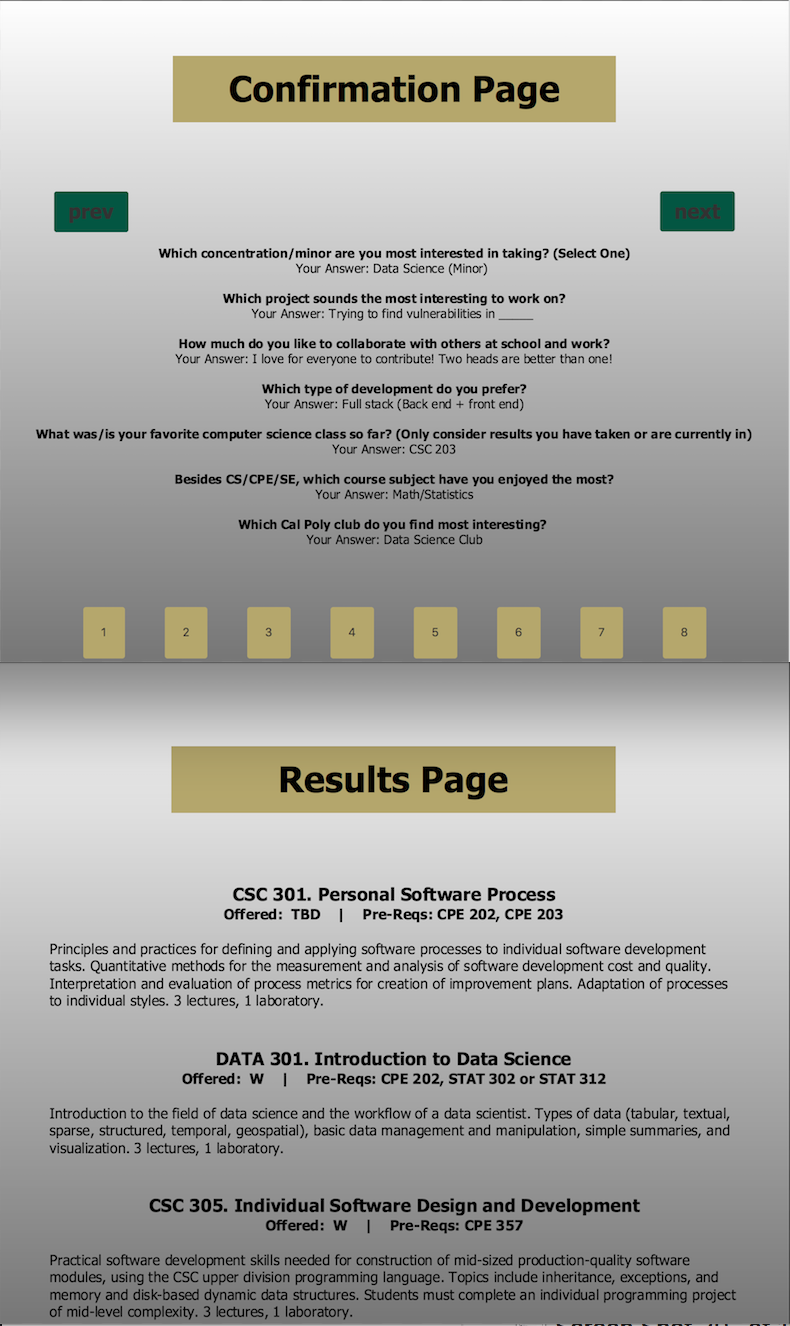 Confirmation Page
prev
next
Which concentration/minor are you most interested in taking? (Select One)
Your Answer: Data Science (Minor)
Which project sounds the most interesting to work on?
Your Answer: Trying to find vulnerabilities in _____
How much do you like to collaborate with others at school and work?
Your Answer: I love for everyone to contribute! Two heads are better than one!
Which type of development do you prefer?
Your Answer: Full stack (Back end + front end)
What was/is your favorite computer science class so far? (Only consider results you have taken or are currently in)
Your Answer: CSC 203
Besides CS/CPE/SE, which course subject have you enjoyed the most?
Your Answer: Math/Statistics
Which Cal Poly club do you find most interesting?
Your Answer: Data Science Club
1 2 3 4 5 6 7 8
Results Page
CSC 301. Personal Software Process
Offered: TBD | Pre-Reqs: CPE 202, CPE 203
Principles and practices for defining and applying software processes to individual software development
tasks. Quantitative methods for the measurement and analysis of software development cost and quality.
Interpretation and evaluation of process metrics for creation of improvement plans. Adaptation of processes
to individual styles. 3 lectures, 1 laboratory.
DATA 301. Introduction to Data Science
Offered: W | Pre-Reqs: CPE 202, STAT 302 or STAT 312
Introduction to the field of data science and the workflow of a data scientist. Types of data (tabular, textual,
sparse, structured, temporal, geospatial), basic data management and manipulation, simple summaries, and
visualization. 3 lectures, 1 laboratory.
CSC 305. Individual Software Design and Development
Offered: W | Pre-Reqs: CPE 357
Practical software development skills needed for construction of mid-sized production-quality software
modules, using the CSC upper division programming language. Topics include inheritance, exceptions, and
memory and disk-based dynamic data structures. Students must complete an individual programming project
of mid-level complexity. 3 lectures, 1 laboratory.